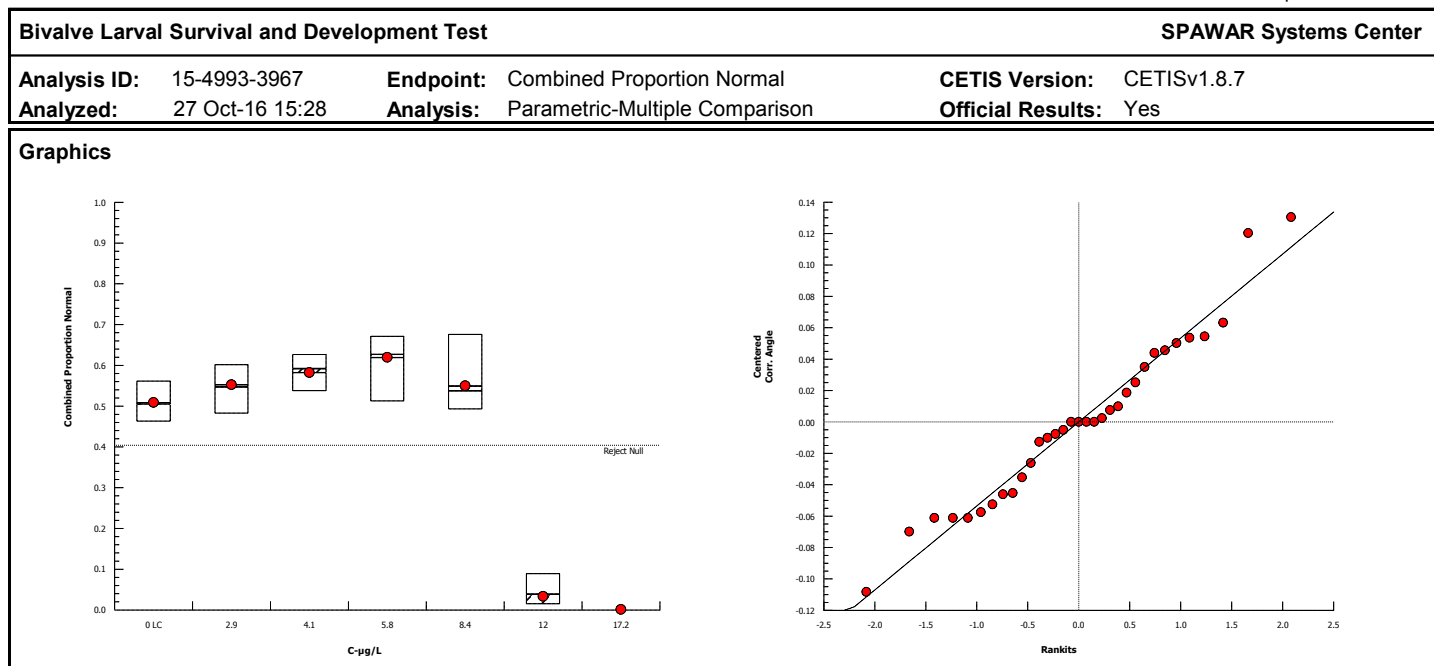 Bivalve Larval Survival and Development Test SPAWAR Systems Center
Analysis ID: 15-4993-3967 Endpoint: Combined Proportion Normal CETIS Version: CETISv1.8.7
Analyzed: 27 Oct-16 15:28 Analysis: Parametric-Multiple Comparison Official Results: Yes
Graphics
Combined Proportion Normal
1.0
0.9
0.8
0.7
0.6
0.5
0.4
0.3
0.2
0.1
0.0
Reject Null
0 LC 2.9 4.1 5.8 8.4 12 17.2
C-µg/L
Centered
Corr. Angle
0.14
0.12
0.10
0.08
0.06
0.04
0.02
0.00
-0.02
-0.04
-0.06
-0.08
-0.10
-0.12
-2.5 -2.0 -1.5 -1.0 -0.5 0.0 0.5 1.0 1.5 2.0 2.5
Rankits